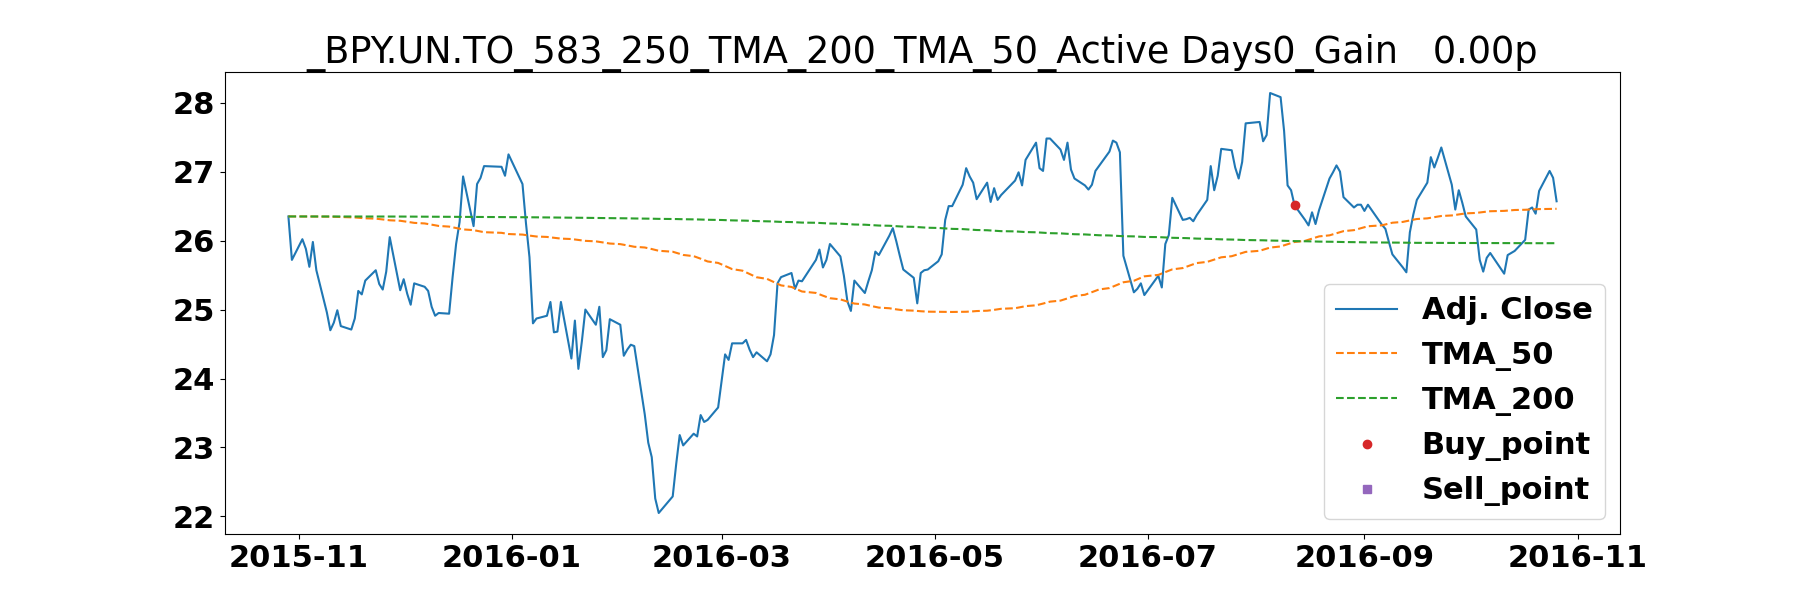 _BPY.UN.TO_583_250_TMA_200_TMA_50_Active Days0_Gain   0.00p
28
27
26
25
24
23
22
Adj. Close
TMA_50
TMA_200
Buy_point
Sell_point
2015-11 2016-01 2016-03 2016-05 2016-07 2016-09 2016-11